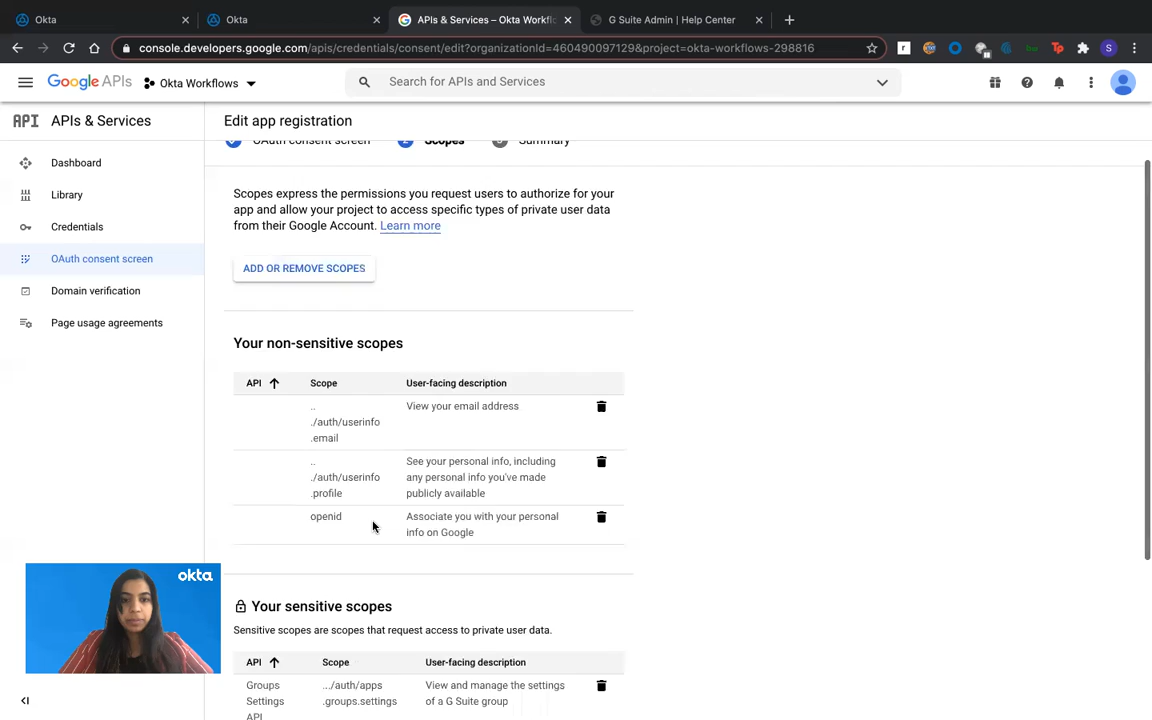 Okta
Okta
APIs & Services – Okta Workflo
G Suite Admin | Help Center
console.developers.google.com/apis/credentials/consent/edit?organizationId=460490097129&project=okta-workflows-298816
S
Google APIs
Okta Workflows
Search for APIs and Services
API APIs & Services
Edit app registration
Dashboard
Library
Credentials
OAuth consent screen
Domain verification
Page usage agreements
OAuth consent screen
2 Scopes
3 Summary
Scopes express the permissions you request users to authorize for your
app and allow your project to access specific types of private user data
from their Google Account. Learn more
ADD OR REMOVE SCOPES
Your non-sensitive scopes
API Scope User-facing description
..
./auth/userinfo
.email
View your email address
..
./auth/userinfo
.profile
See your personal info, including
any personal info you've made
publicly available
openid
Associate you with your personal
info on Google
okta
Your sensitive scopes
Sensitive scopes are scopes that request access to private user data.
API Scope User-facing description
Groups
Settings
API
.../auth/apps
.groups.settings
View and manage the settings
of a G Suite group